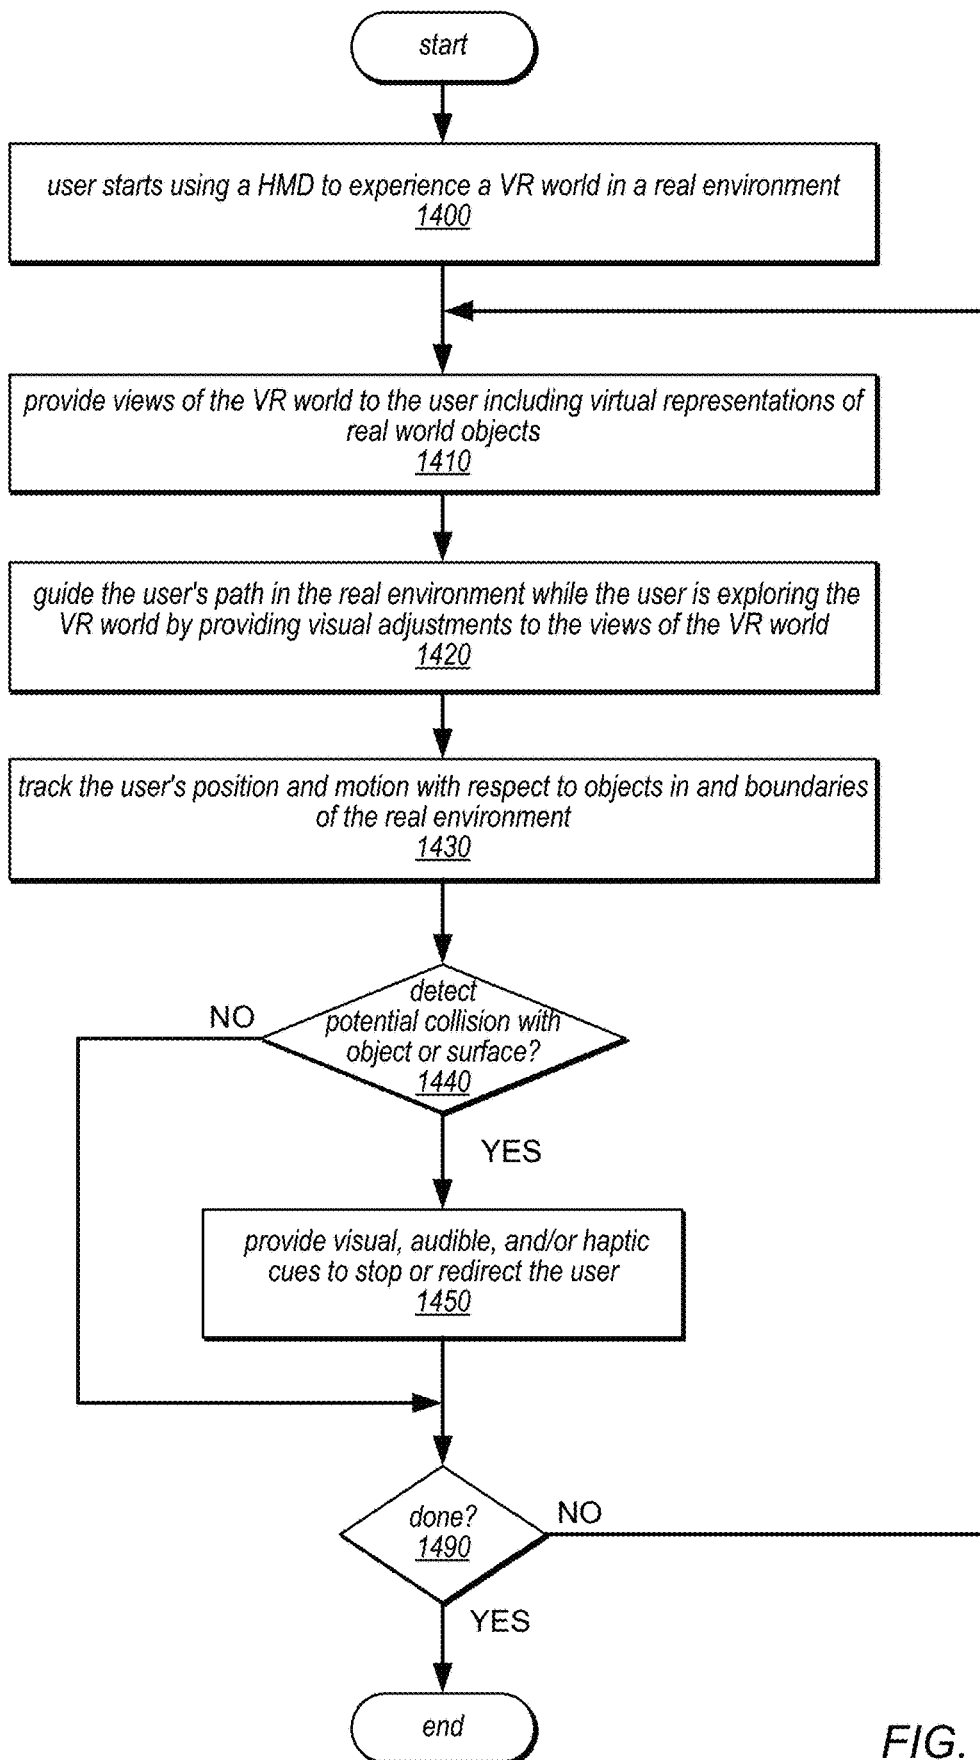 start
user starts using a HMD to experience a VR world in a real environment
1400
provide views of the VR world to the user including virtual representations of
real world objects
1410
guide the user's path in the real environment while the user is exploring the
VR world by providing visual adjustments to the views of the VR world
1420
track the user's position and motion with respect to objects in and boundaries
of the real environment
1430
detect
potential collision with
object or surface?
1440
NO
YES
provide visual, audible, and/or haptic
cues to stop or redirect the user
1450
done?
1490
NO
YES
end
FIG.